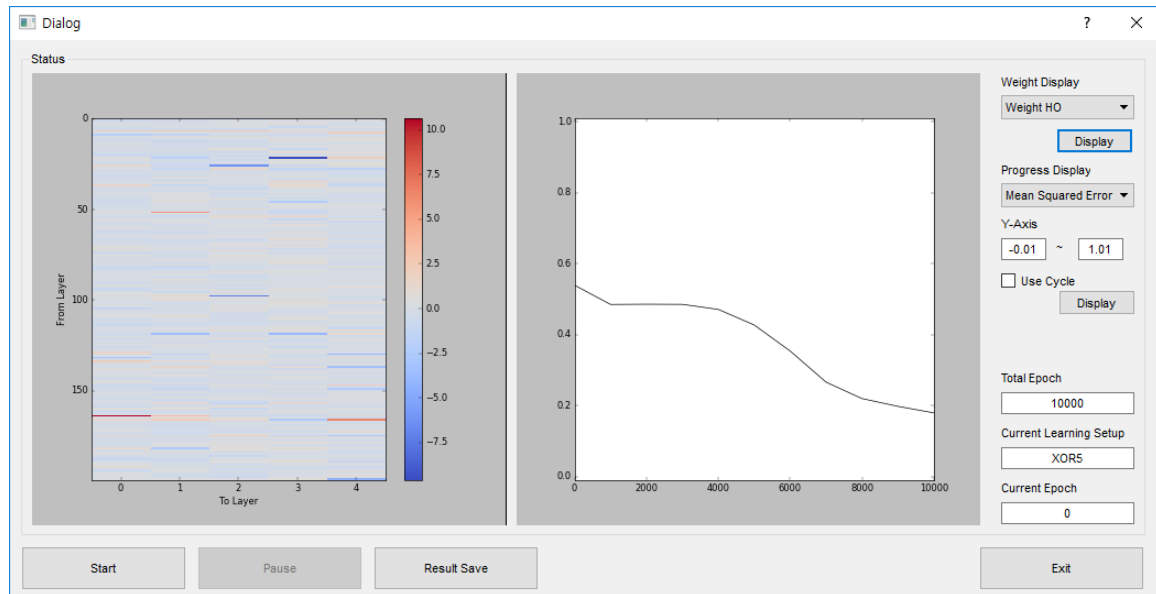 Dialog
?
Status
0
50
100
150
From Layer
0 1 2 3 4
To Layer
10.0
7.5
5.0
2.5
0.0
−2.5
−5.0
−7.5
1.0
0.8
0.6
0.4
0.2
0.0
0 2000 4000 6000 8000 10000
Weight Display
Weight HO
Display
Progress Display
Mean Squared Error
Y-Axis
-0.01 ~ 1.01
Use Cycle
Display
Total Epoch
10000
Current Learning Setup
XOR5
Current Epoch
0
Start Pause Result Save Exit